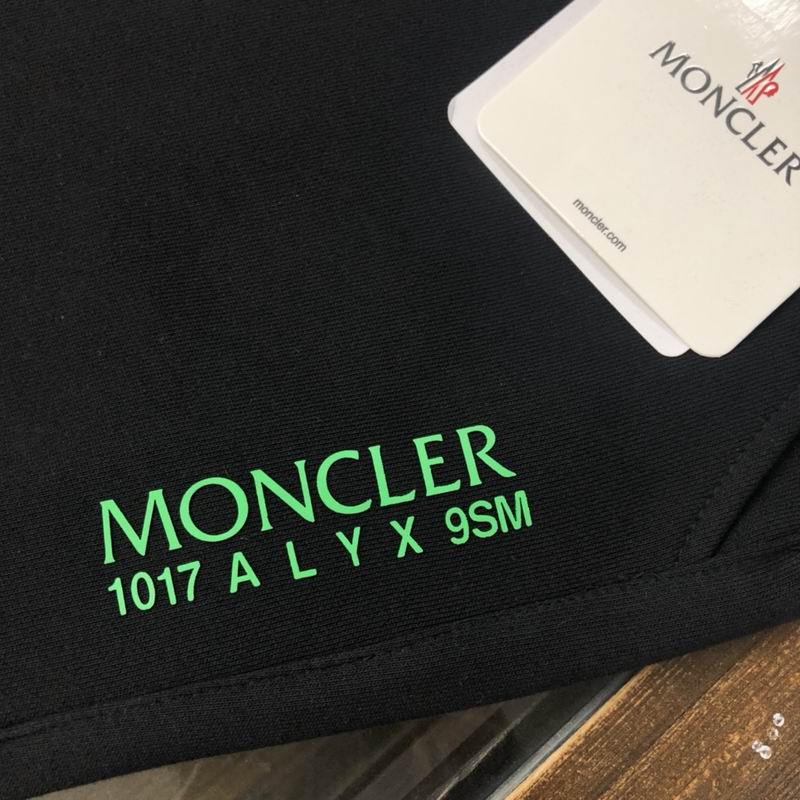 MONCLER
moncler.com
MONCLER
1017 A L Y X 9SM